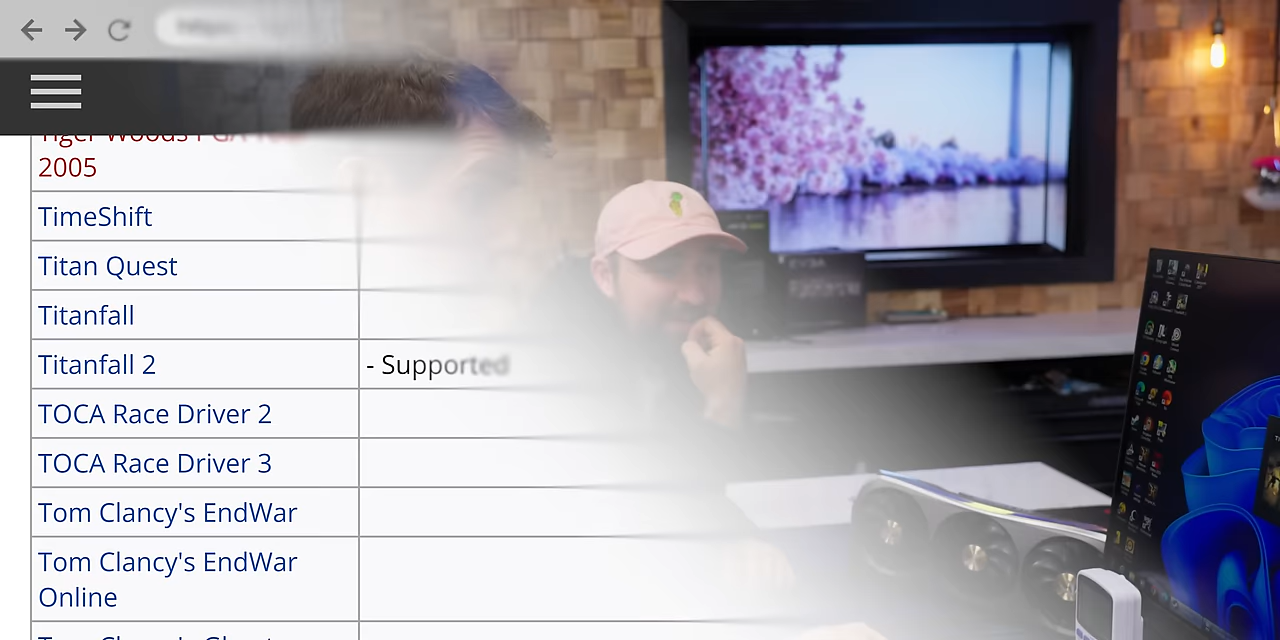 2005
TimeShift
Titan Quest
Titanfall
Titanfall 2 - Supported
TOCA Race Driver 2
TOCA Race Driver 3
Tom Clancy's EndWar
Tom Clancy's EndWar
Online